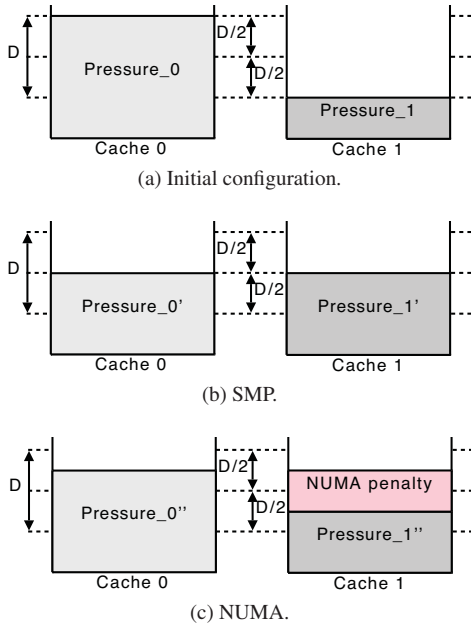 D
D/2
D/2
Pressure_0
Pressure_1
Cache 0
Cache 1
(a) Initial configuration.
D
D/2
D/2
Pressure_0'
Pressure_1'
Cache 0
Cache 1
(b) SMP.
D
D/2
D/2
Pressure_0''
NUMA penalty
Pressure_1''
Cache 0
Cache 1
(c) NUMA.